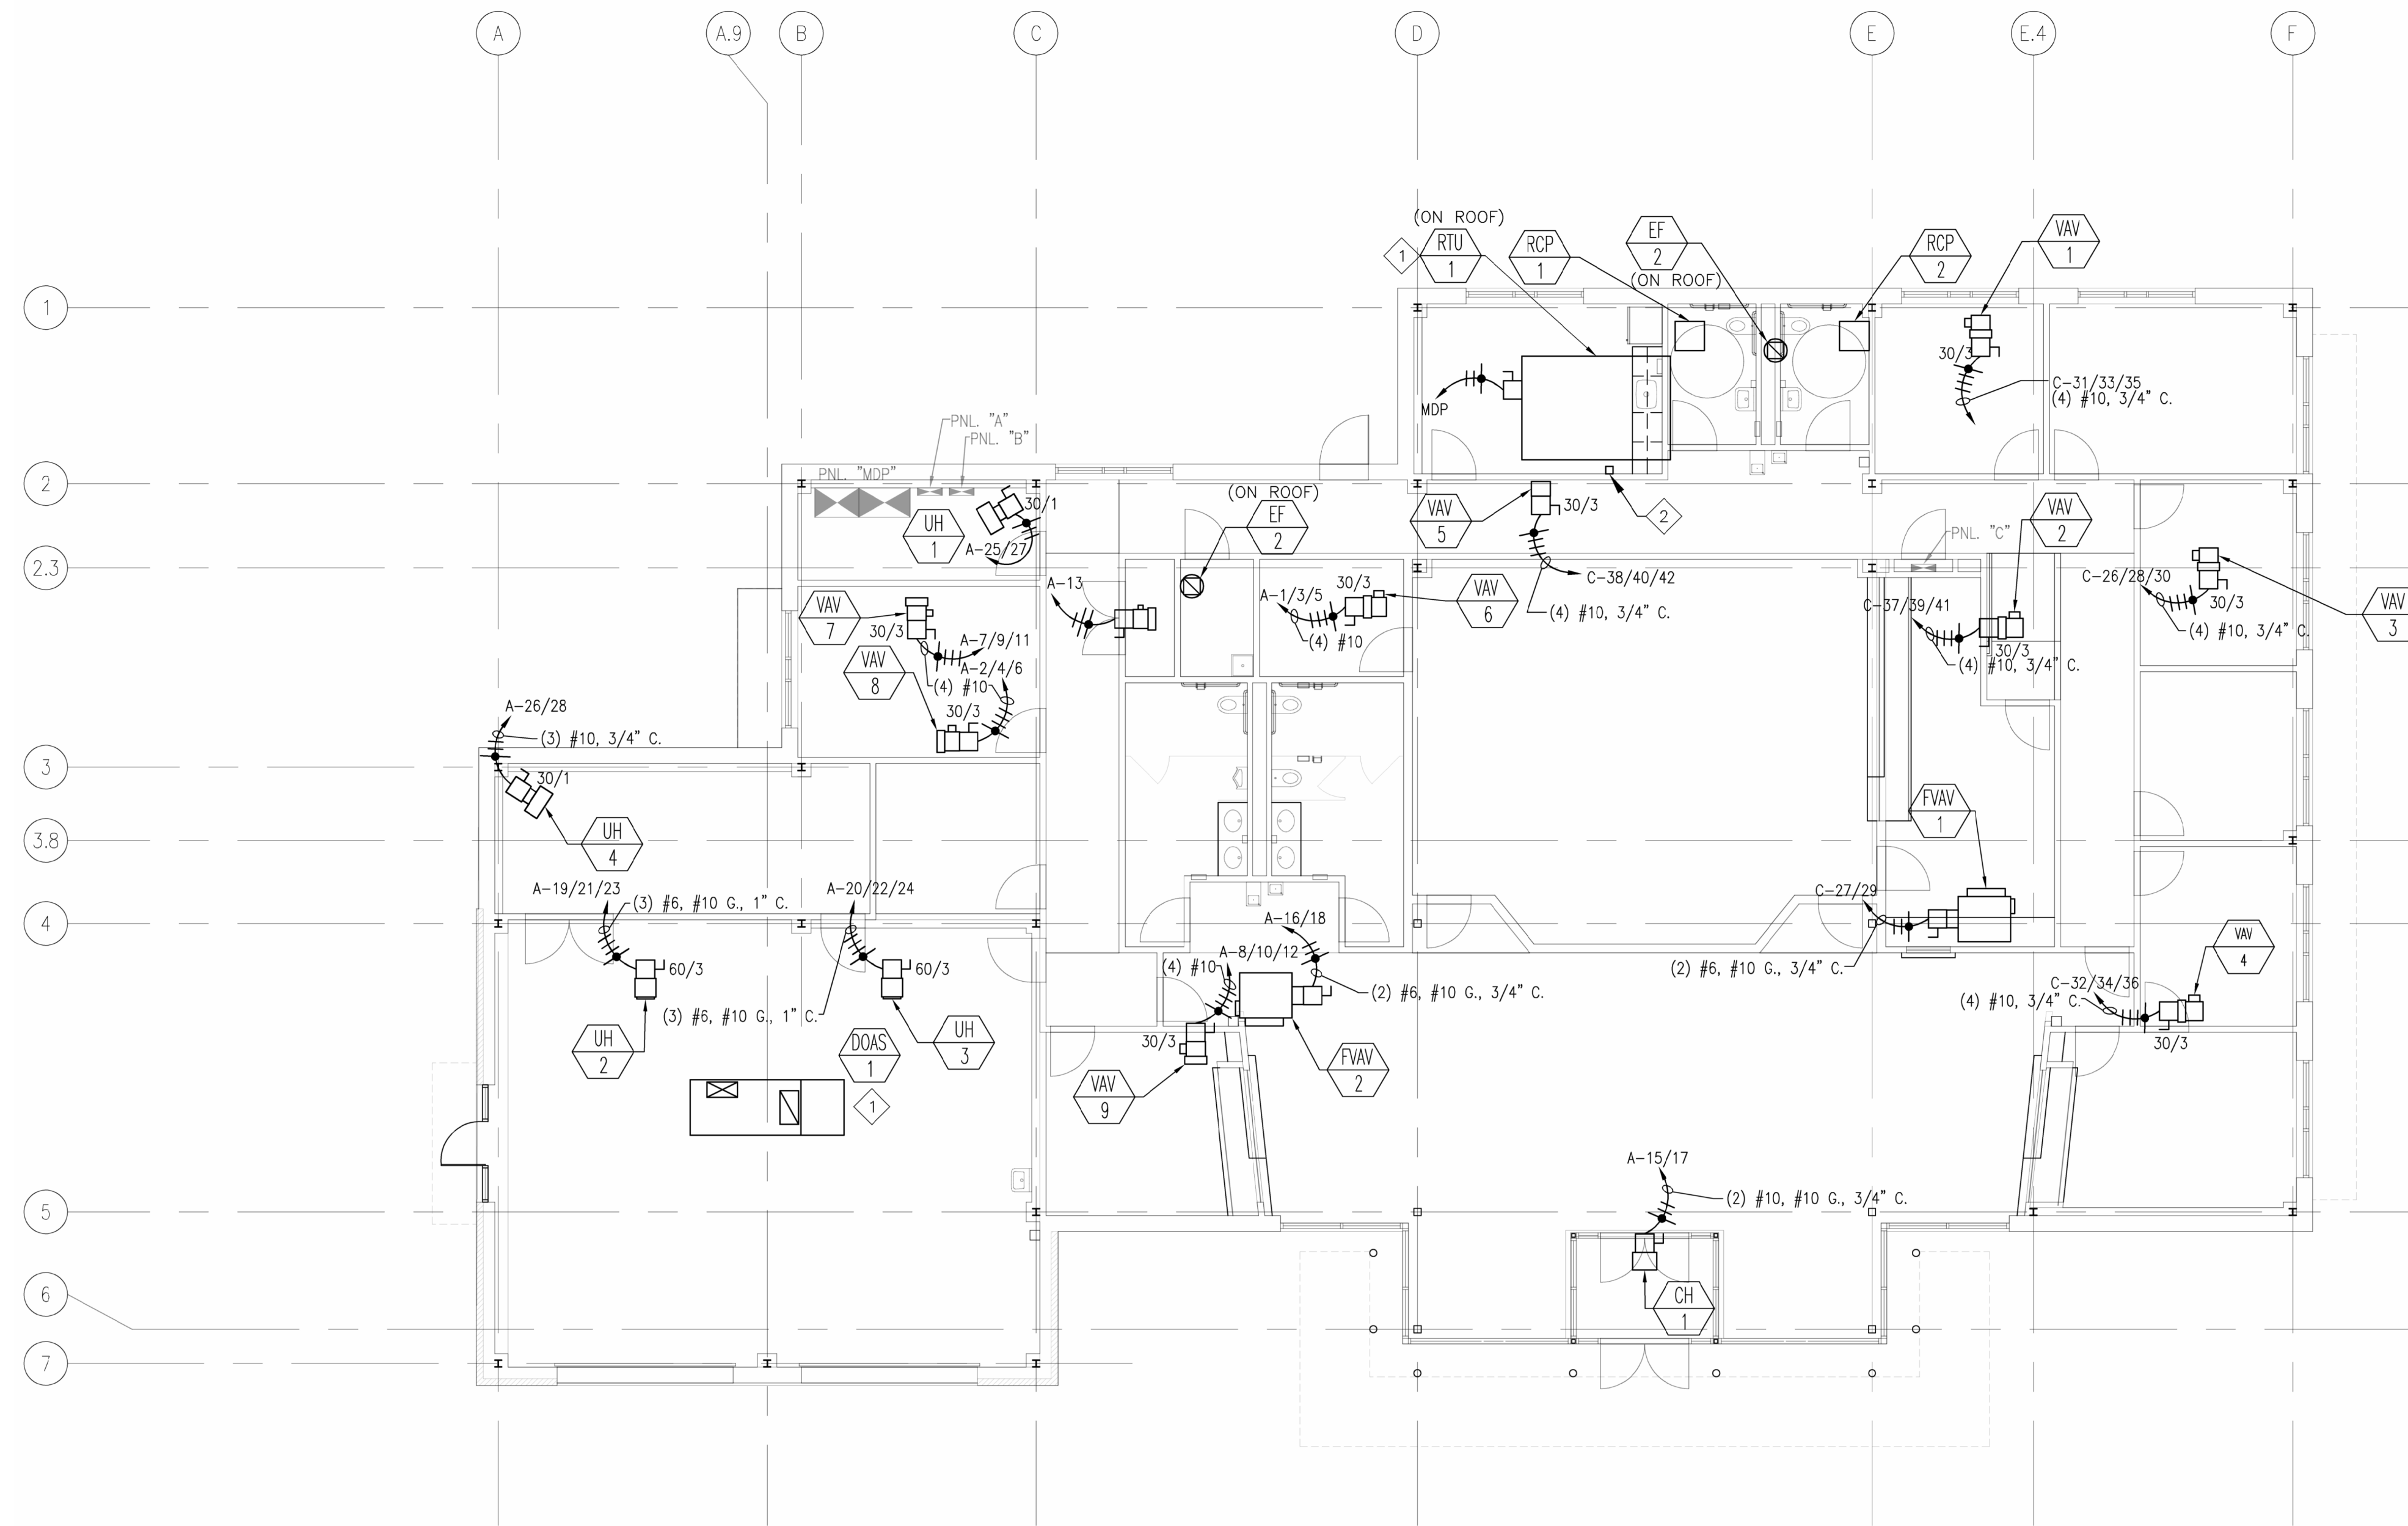 A
A.9
B
C
D
E
E.4
F
(ON ROOF)
1
RTU
1
RCP
1
EF
2
(ON ROOF)
RCP
2
VAV
1
1
30/3
C-31/33/35
(4) #10, 3/4" C.
MDP
PNL. "A"
PNL. "B"
PNL. "MDP"
2
(ON ROOF)
EF
2
VAV
5
30/3
2
30/1
UH
1
A-25/27
VAV
2
PNL. "C"
2.3
A-13
A-1/3/5
30/3
(4) #10
VAV
6
C-38/40/42
(4) #10, 3/4" C.
C-37/39/41
30/3
(4) #10, 3/4" C.
C-26/28/30
30/3
(4) #10, 3/4" C.
VAV
3
VAV
7
30/3
A-7/9/11
A-2/4/6
(4) #10
VAV
8
30/3
A-26/28
(3) #10, 3/4" C.
3
30/1
UH
4
FVAV
1
3.8
A-19/21/23
(3) #6, #10 G., 1" C.
A-20/22/24
C-27/29
4
A-16/18
A-8/10/12
(4) #10
60/3
60/3
(2) #6, #10 G., 3/4" C.
VAV
4
(2) #6, #10 G., 3/4" C.
C-32/34/36
(4) #10, 3/4" C.
(3) #6, #10 G., 1" C.
UH
2
DOAS
1
UH
3
30/3
FVAV
2
30/3
VAV
9
1
A-15/17
(2) #10, #10 G., 3/4" C.
5
6
CH
1
7